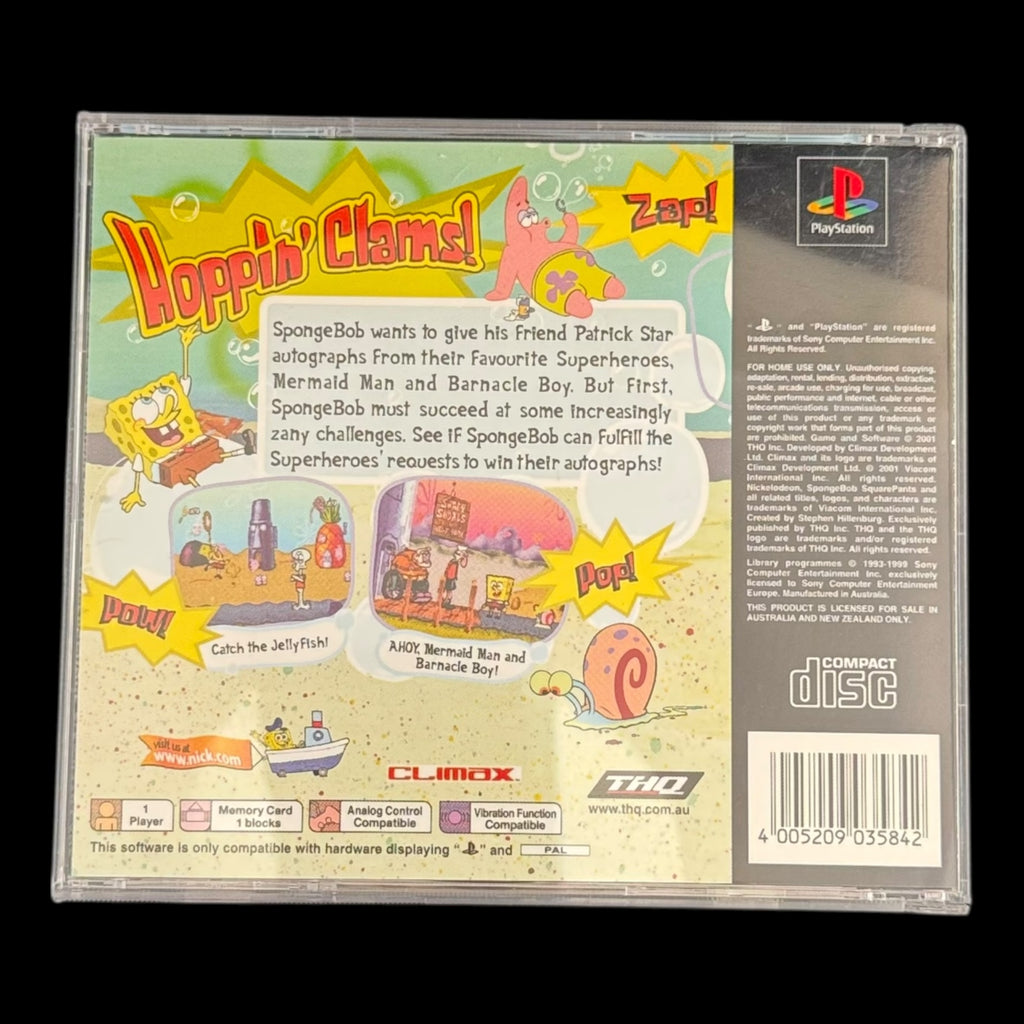 Hoppin' Clams!
Zap!
PlayStation
SpongeBob wants to give his Friend Patrick Star
autographs From their Favourite Superheroes,
Mermaid Man and Barnacle Boy. But First,
SpongeBob must succeed at some increasingly
zany challenges. See iF SpongeBob can FulFill the
Superheroes' requests to win their autographs!
" " and "PlayStation" are registered
trademarks of Sony Computer Entertainment Inc.
All Rights Reserved.
FOR HOME USE ONLY. Unauthorised copying,
adaptation, rental, lending, distribution, extraction,
re-sale, arcade use, charging for use, broadcast,
public performance and internet, cable or other
telecommunications transmission, access or
use of this product or any trademark or
copyright work that forms part of this product
are prohibited. Game and Software © 2001
THQ Inc. Developed by Climax Development
Ltd. Climax and its logo are trademarks of
Climax Development Ltd. © 2001 Viacom
International Inc. All rights reserved.
Nickelodeon, SpongeBob SquarePants and
all related titles, logos, and characters are
trademarks of Viacom International Inc.
Created by Stephen Hillenburg. Exclusively
published by THQ Inc. THQ and the THQ
logo are trademarks and/or registered
trademarks of THQ Inc. All rights reserved.
Library programmes © 1993-1999 Sony
Computer Entertainment Inc. exclusively
licensed to Sony Computer Entertainment
Europe. Manufactured in Australia.
THIS PRODUCT IS LICENSED FOR SALE IN
AUSTRALIA AND NEW ZEALAND ONLY.
SHADY
SHOALS
Pop!
POW!
Catch the JellyFish!
AHOY, Mermaid Man and
Barnacle Boy!
COMPACT
disc
visit us at
www.nick.com
CLIMAX
THQ
www.thq.com.au
1
Player
Memory Card
1 blocks
Analog Control
Compatible
Vibration Function
Compatible
This software is only compatible with hardware displaying " " and PAL
4 005209 035842